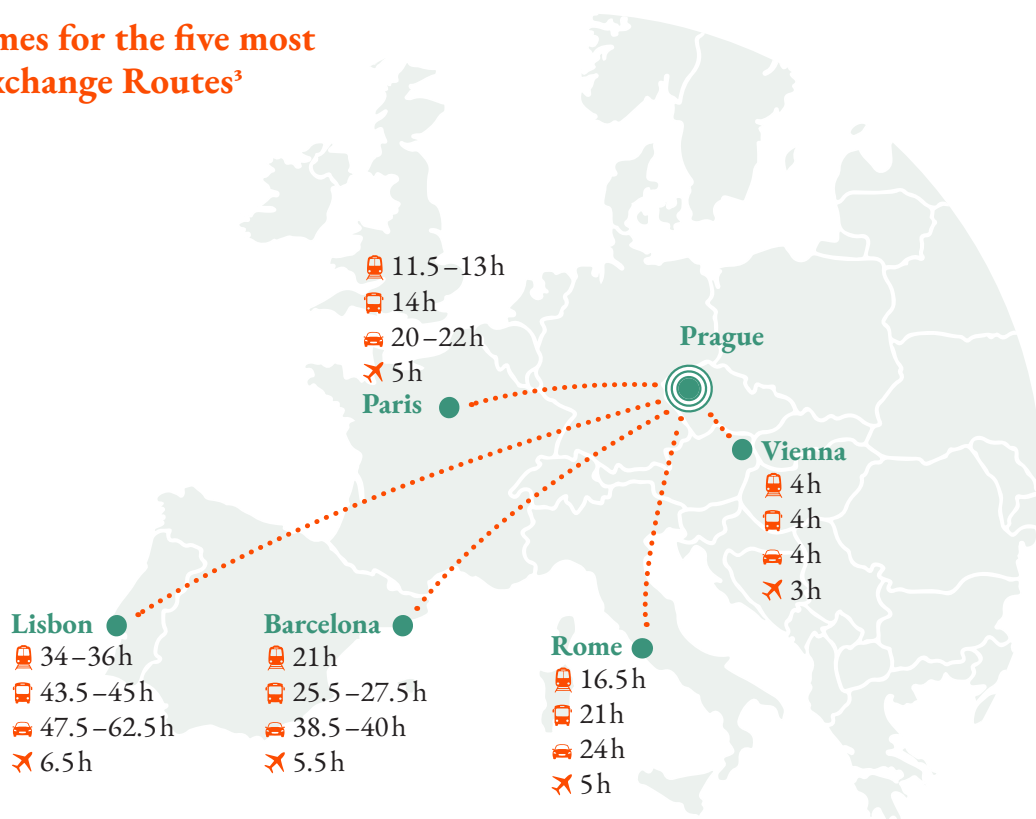 for the five most
Routes³
11.5–13h
14h
20–22h
5h
Paris
Prague
Vienna
4h
4h
4h
3h
Lisbon
34–36h
43.5–45h
47.5–62.5h
6.5h
Barcelona
21h
25.5–27.5h
38.5–40h
5.5h
Rome
16.5h
21h
24h
5h